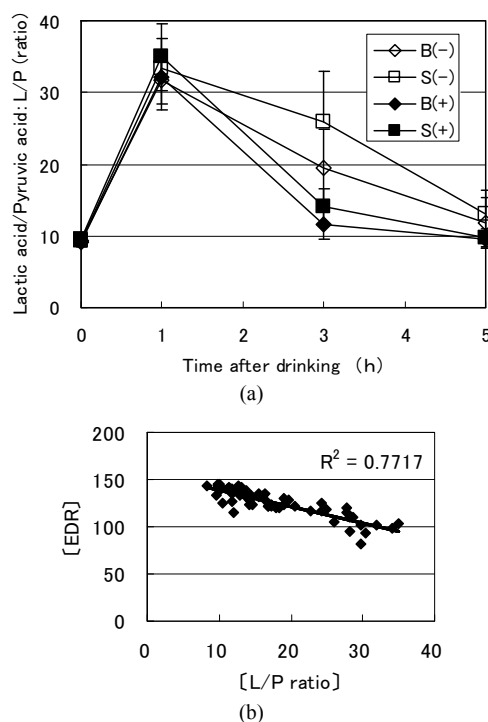 Lactic acid/Pyruvic acid: L/P (ratio)
40
30
20
10
0
B(-)
S(-)
B(+)
S(+)
0 1 2 3 4 5
Time after drinking (h)
(a)
[EDR]
200
150
100
50
0
R² = 0.7717
0 10 20 30 40
[L/P ratio]
(b)